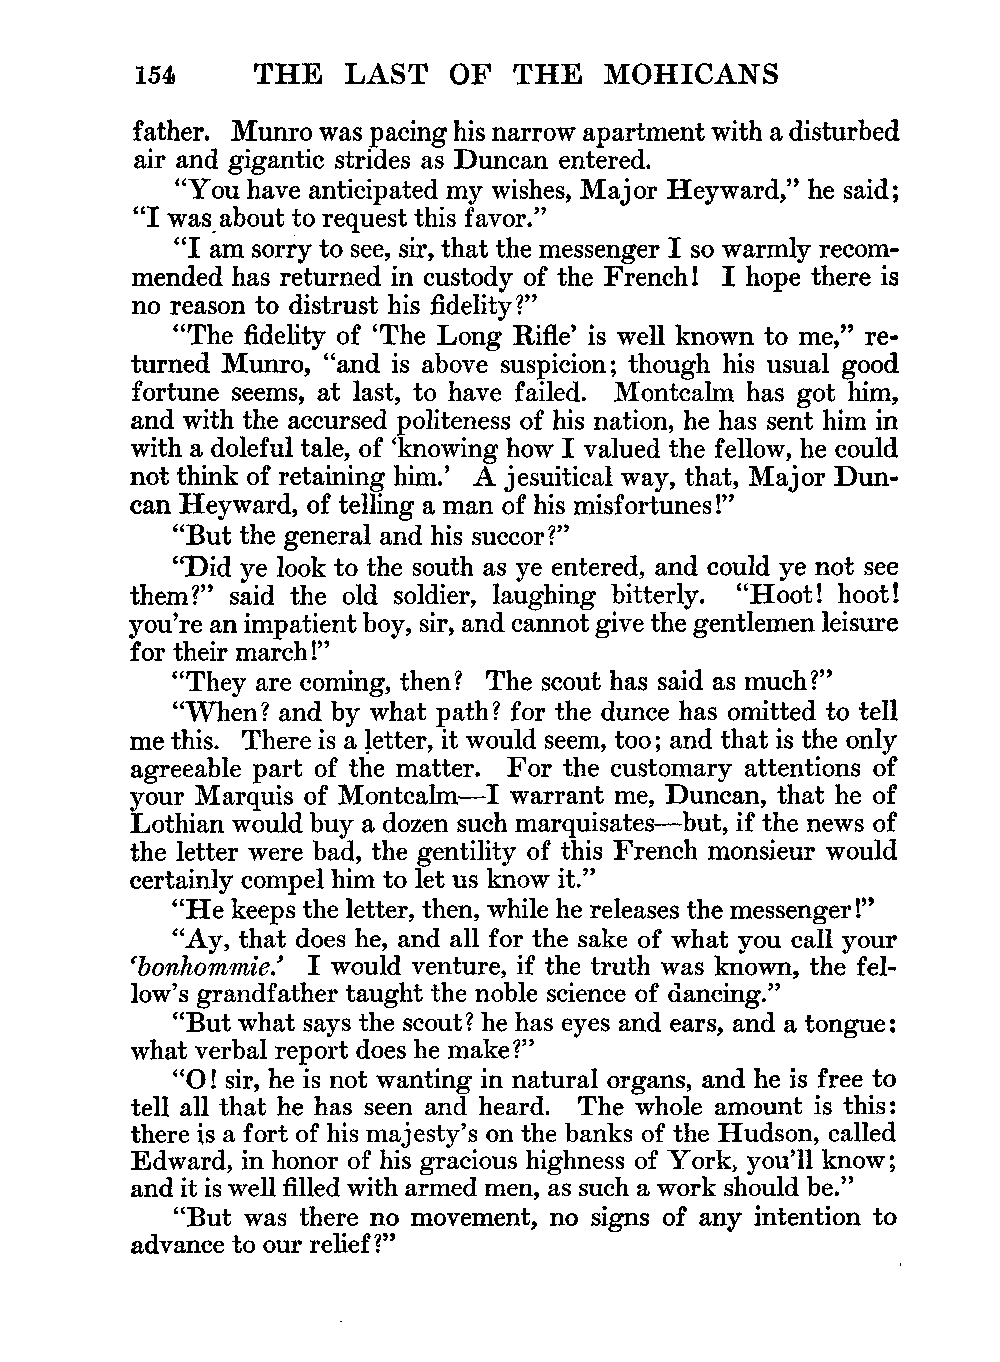 154 THE LAST OF THE MOHICANS
father. Munro was pacing his narrow apartment with a disturbed
air and gigantic strides as Duncan entered.
“You have anticipated my wishes, Major Heyward,” he said;
“I was about to request this favor.”
“I am sorry to see, sir, that the messenger I so warmly recom-
mended has returned in custody of the French! I hope there is
no reason to distrust his fidelity?”
“The fidelity of ‘The Long Rifle’ is well known to me,” re-
turned Munro, “and is above suspicion; though his usual good
fortune seems, at last, to have failed. Montcalm has got him,
and with the accursed politeness of his nation, he has sent him in
with a doleful tale, of ‘knowing how I valued the fellow, he could
not think of retaining him.’ A jesuitical way, that, Major Dun-
can Heyward, of telling a man of his misfortunes!”
“But the general and his succor?”
“Did ye look to the south as ye entered, and could ye not see
them?” said the old soldier, laughing bitterly. “Hoot! hoot!
you’re an impatient boy, sir, and cannot give the gentlemen leisure
for their march!”
“They are coming, then? The scout has said as much?”
“When? and by what path? for the dunce has omitted to tell
me this. There is a letter, it would seem, too; and that is the only
agreeable part of the matter. For the customary attentions of
your Marquis of Montcalm—I warrant me, Duncan, that he of
Lothian would buy a dozen such marquisates—but, if the news of
the letter were bad, the gentility of this French monsieur would
certainly compel him to let us know it.”
“He keeps the letter, then, while he releases the messenger!”
“Ay, that does he, and all for the sake of what you call your
‘bonhommie.’ I would venture, if the truth was known, the fel-
low’s grandfather taught the noble science of dancing.”
“But what says the scout? he has eyes and ears, and a tongue:
what verbal report does he make?”
“O! sir, he is not wanting in natural organs, and he is free to
tell all that he has seen and heard. The whole amount is this:
there is a fort of his majesty’s on the banks of the Hudson, called
Edward, in honor of his gracious highness of York, you’ll know;
and it is well filled with armed men, as such a work should be.”
“But was there no movement, no signs of any intention to
advance to our relief?”